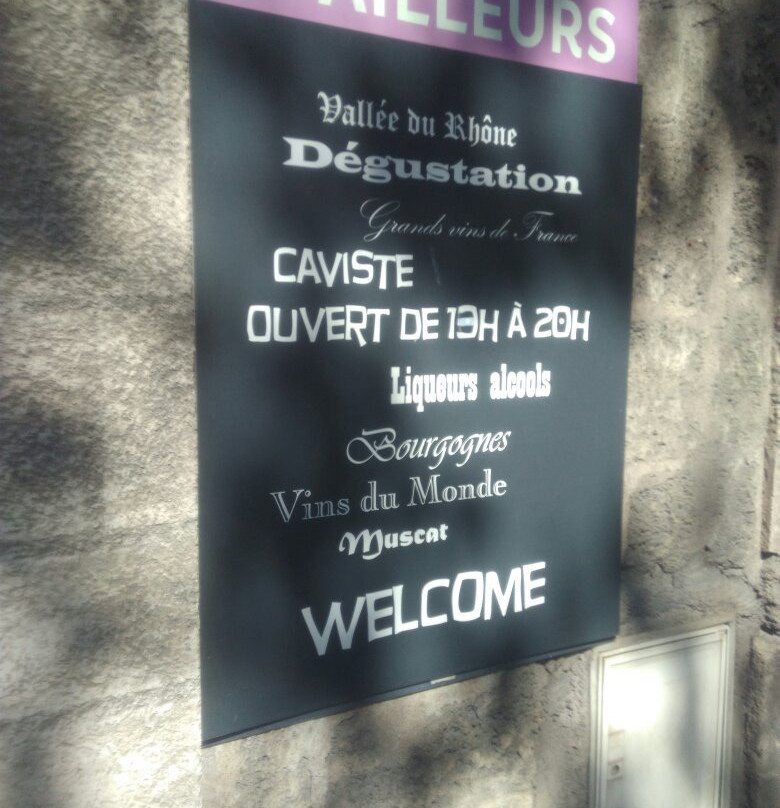 AILLEURS
Vallée du Rhône
Dégustation
Grands vins de France
CAVISTE
OUVERT DE 19H À 20H
Liqueurs alcools
Bourgognes
Vins du Monde
Muscat
WELCOME